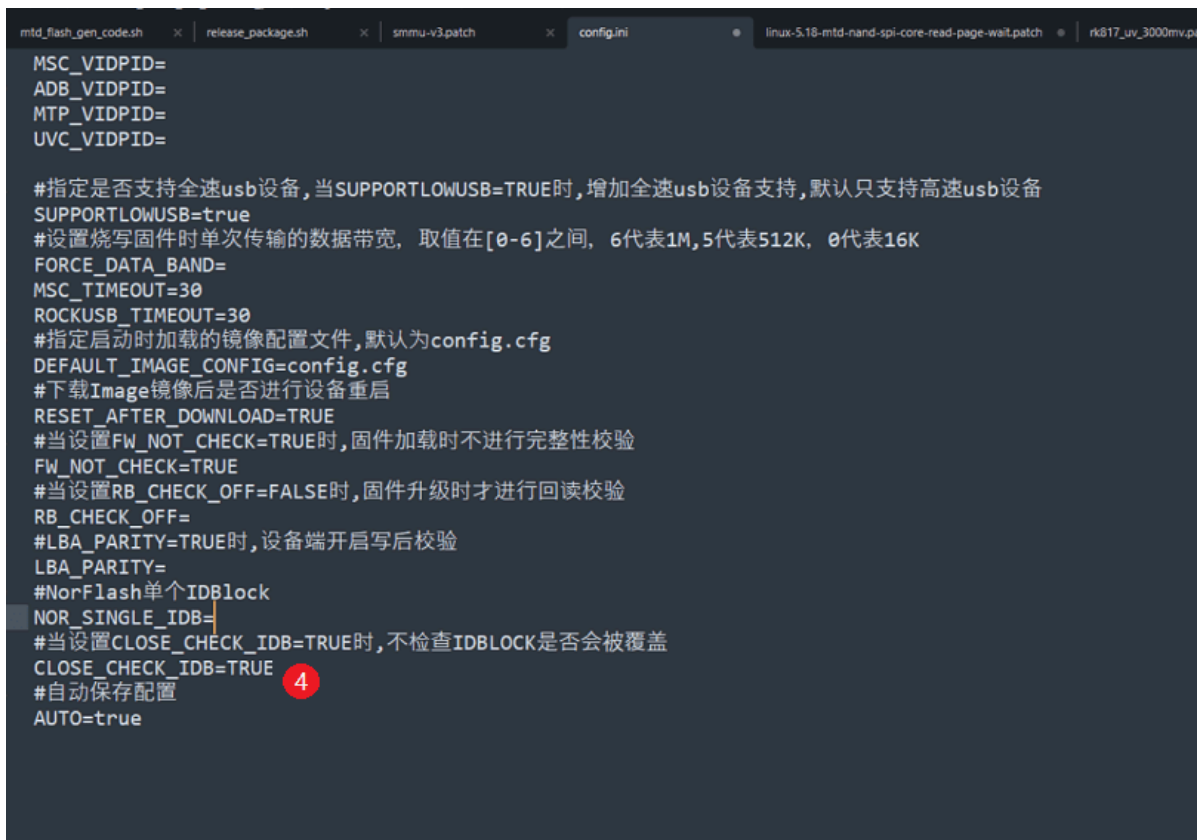 mtd_flash_gen_code.sh × release_package.sh × smmu-v3.patch × config.ini linux-5.18-mtd-nand-spi-core-read-page-wait.patch rk817_uv_3000mv.pa
MSC_VIDPID=
ADB_VIDPID=
MTP_VIDPID=
UVC_VIDPID=
#指定是否支持全速usb设备,当SUPPORTLOWUSB=TRUE时,增加全速usb设备支持,默认只支持高速usb设备
SUPPORTLOWUSB=true
#设置烧写固件时单次传输的数据带宽，取值在[0-6]之间，6代表1M,5代表512K，0代表16K
FORCE_DATA_BAND=
MSC_TIMEOUT=30
ROCKUSB_TIMEOUT=30
#指定启动时加载的镜像配置文件,默认为config.cfg
DEFAULT_IMAGE_CONFIG=config.cfg
#下载Image镜像后是否进行设备重启
RESET_AFTER_DOWNLOAD=TRUE
#当设置FW_NOT_CHECK=TRUE时,固件加载时不进行完整性校验
FW_NOT_CHECK=TRUE
#当设置RB_CHECK_OFF=FALSE时,固件升级时才进行回读校验
RB_CHECK_OFF=
#LBA_PARITY=TRUE时,设备端开启写后校验
LBA_PARITY=
#NorFlash单个IDBlock
NOR_SINGLE_IDB=
#当设置CLOSE_CHECK_IDB=TRUE时,不检查IDBLOCK是否会被覆盖
CLOSE_CHECK_IDB=TRUE
4
#自动保存配置
AUTO=true